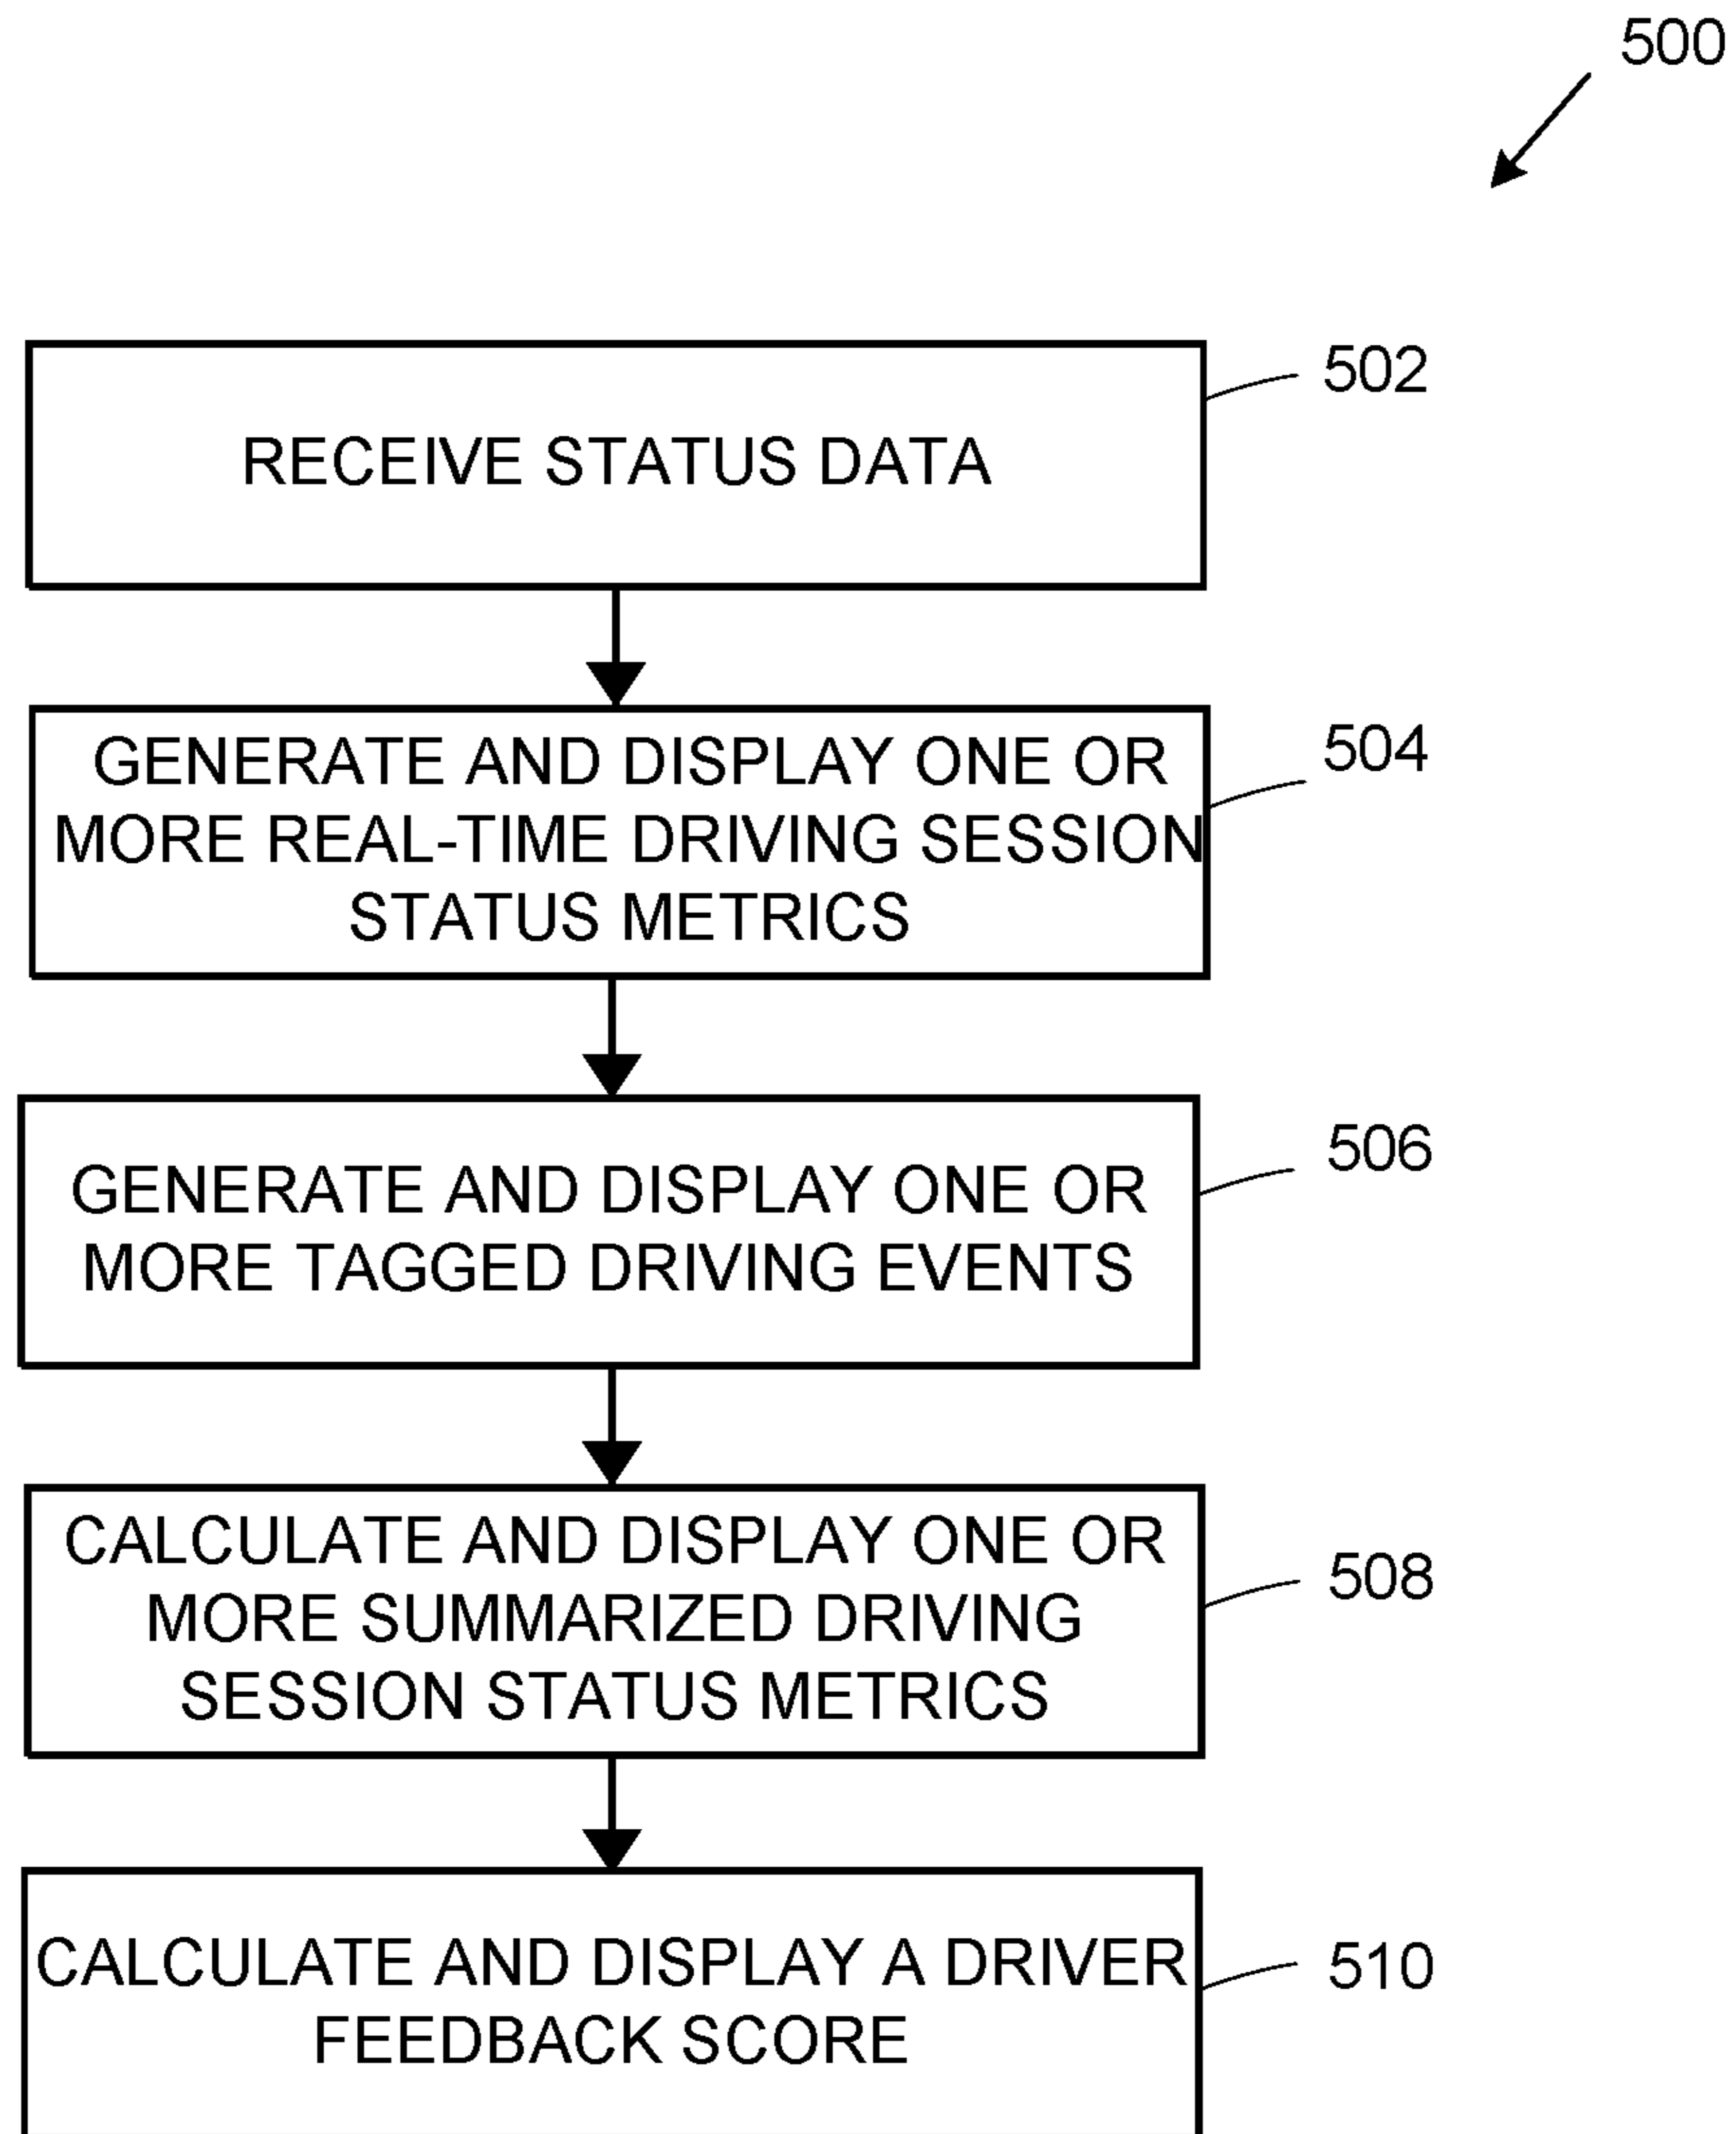 500
RECEIVE STATUS DATA
502
GENERATE AND DISPLAY ONE OR
MORE REAL-TIME DRIVING SESSION
STATUS METRICS
504
GENERATE AND DISPLAY ONE OR
MORE TAGGED DRIVING EVENTS
506
CALCULATE AND DISPLAY ONE OR
MORE SUMMARIZED DRIVING
SESSION STATUS METRICS
508
CALCULATE AND DISPLAY A DRIVER
FEEDBACK SCORE
510